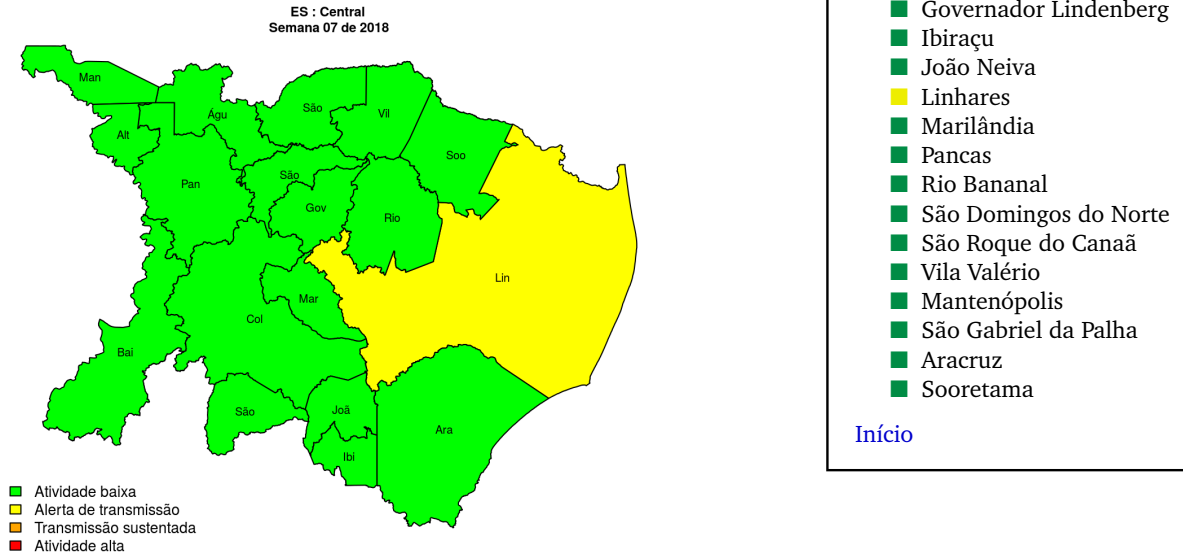 ES : Central
Semana 07 de 2018
Man
Águ
São
Vil
Alt
Soo
São
Pan
Gov
Rio
Lin
Mar
Col
Bai
São
Joã
Ara
Ibi
Atividade baixa
Alerta de transmissão
Transmissão sustentada
Atividade alta
Governador Lindenberg
Ibiraçu
João Neiva
Linhares
Marilândia
Pancas
Rio Bananal
São Domingos do Norte
São Roque do Canaã
Vila Valério
Mantenópolis
São Gabriel da Palha
Aracruz
Sooretama
Início